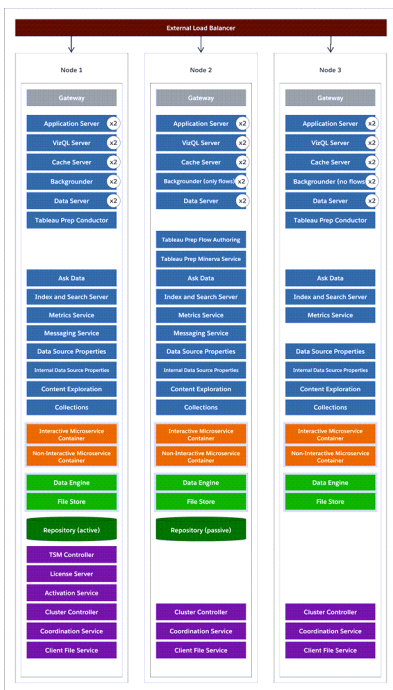 External Load Balancer
Node 1
Gateway
Application Server x2
VizQL Server x2
Cache Server x2
Backgrounder x2
Data Server x2
Tableau Prep Conductor
Ask Data
Index and Search Server
Metrics Service
Messaging Service
Data Source Properties
Internal Data Source Properties
Content Exploration
Collections
Interactive Microservice
Container
Non-Interactive Microservice
Container
Data Engine
File Store
Repository (active)
TSM Controller
License Server
Activation Service
Cluster Controller
Coordination Service
Client File Service
Node 2
Gateway
Application Server x2
VizQL Server x2
Cache Server x2
Backgrounder (only flows) x2
Data Server x2
Tableau Prep Flow Authoring
Tableau Prep Minerva Service
Ask Data
Index and Search Server
Metrics Service
Messaging Service
Data Source Properties
Internal Data Source Properties
Content Exploration
Collections
Interactive Microservice
Container
Non-Interactive Microservice
Container
Data Engine
File Store
Repository (passive)
Cluster Controller
Coordination Service
Client File Service
Node 3
Gateway
Application Server x2
VizQL Server x2
Cache Server x2
Backgrounder (no flows) x2
Data Server x2
Tableau Prep Conductor
Ask Data
Index and Search Server
Metrics Service
Data Source Properties
Internal Data Source Properties
Content Exploration
Collections
Interactive Microservice
Container
Non-Interactive Microservice
Container
Data Engine
File Store
Cluster Controller
Coordination Service
Client File Service